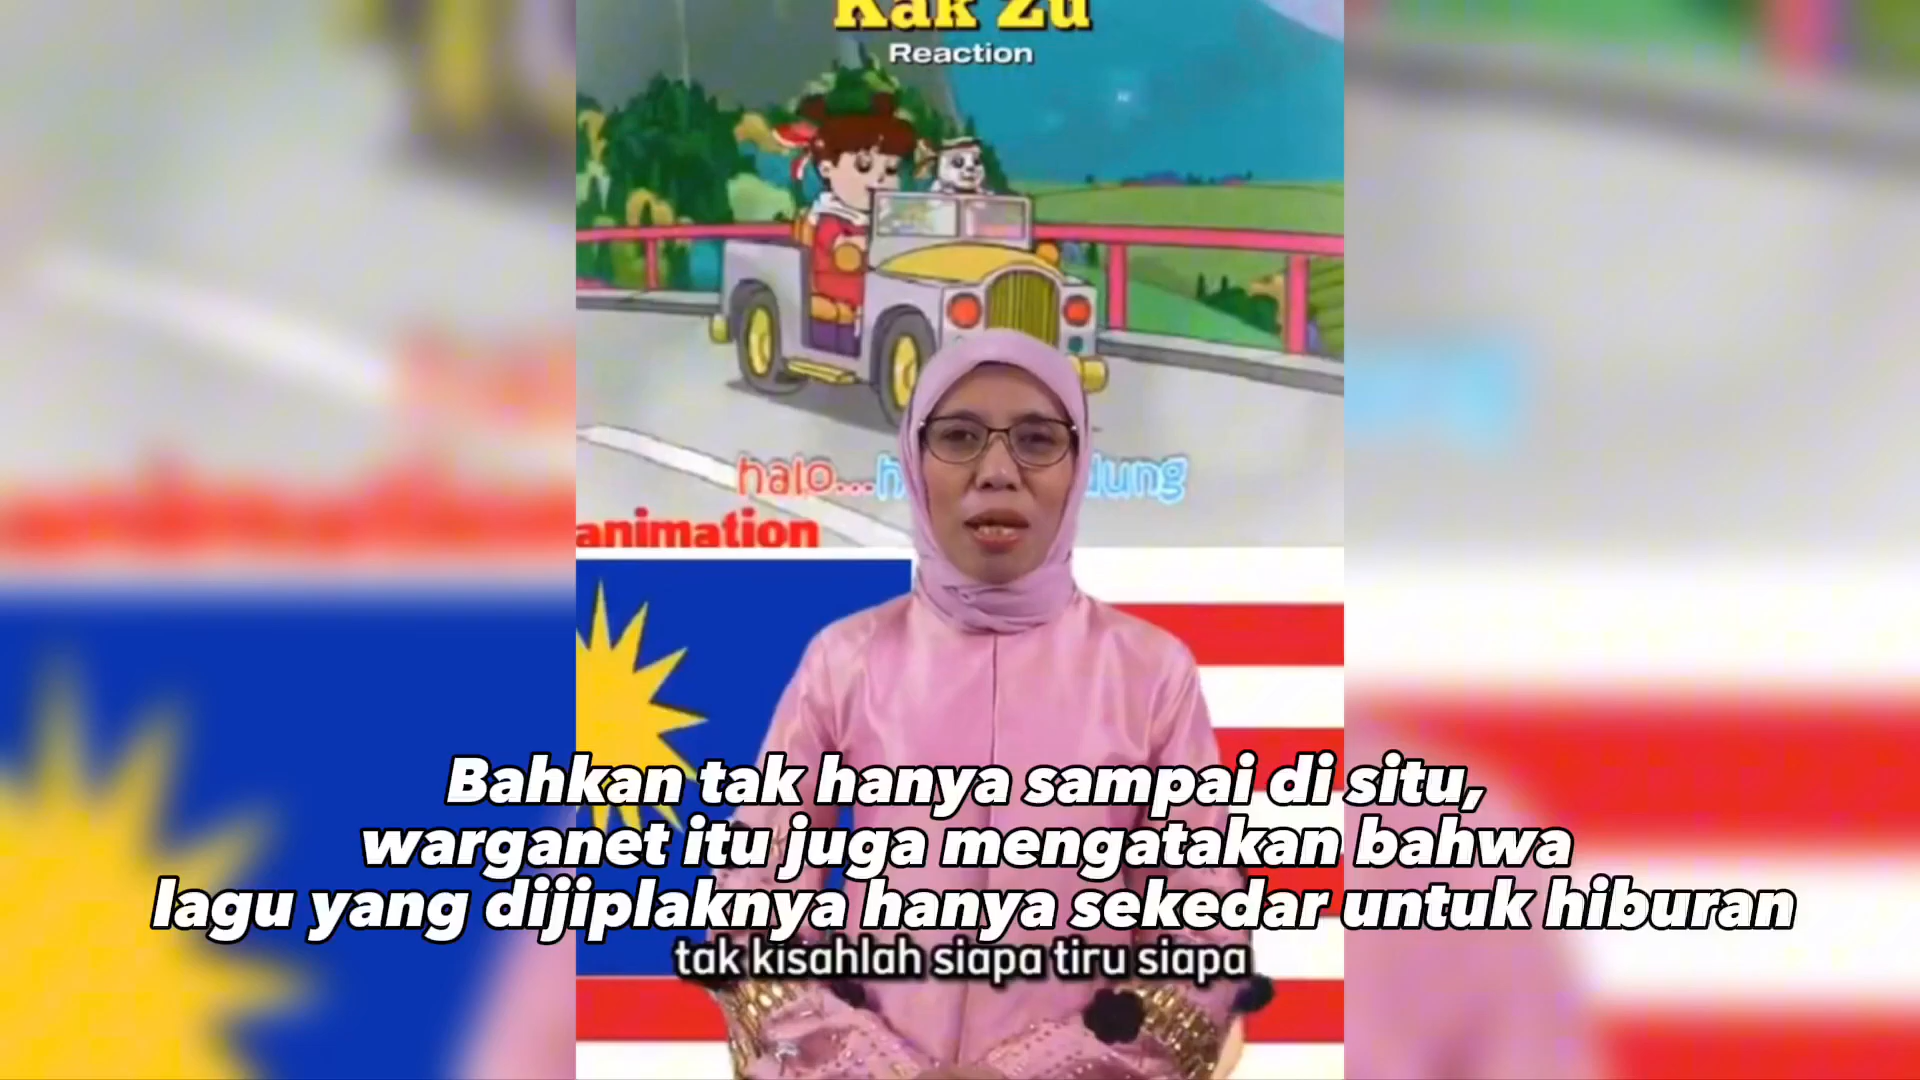 Kak Zu
Reaction
halo...h dung
animation
Bahkan tak hanya sampai di situ,
warganet itu juga mengatakan bahwa
lagu yang dijiplaknya hanya sekedar untuk hiburan
tak kisahlah siapa tiru siapa